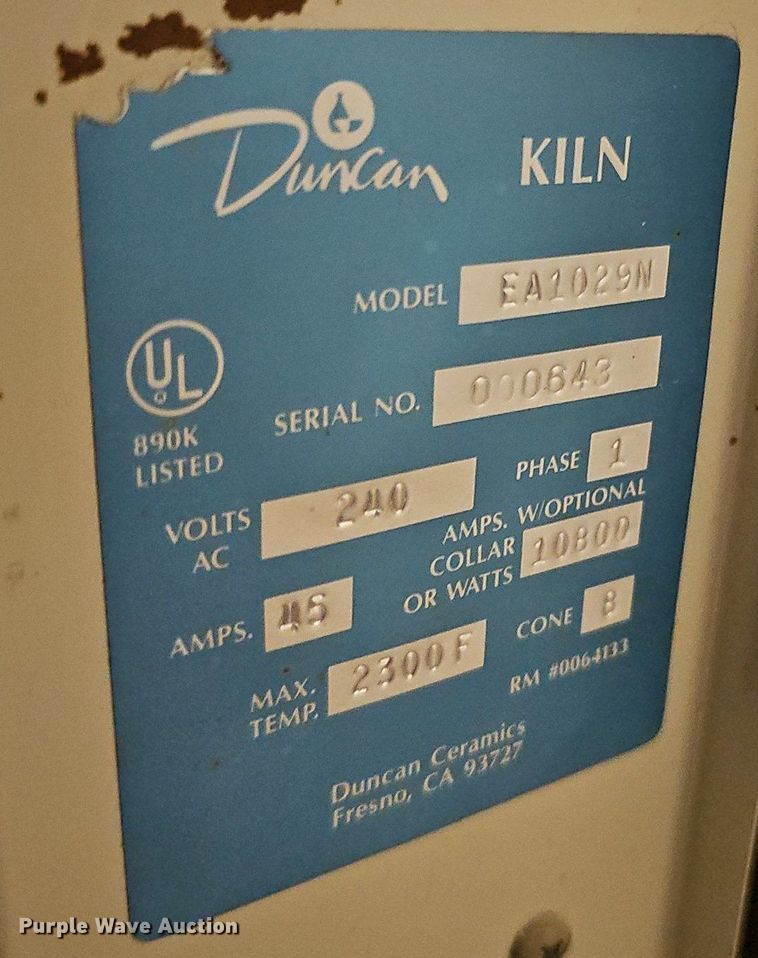 Duncan KILN
MODEL EA1029N
UL
890K
LISTED
SERIAL NO. 000643
VOLTS
AC
240
PHASE 1
AMPS. W/OPTIONAL
COLLAR
OR WATTS
10800
AMPS. 45
CONE 8
MAX.
TEMP.
2300F
RM #0064133
Duncan Ceramics
Fresno, CA 93727
Purple Wave Auction